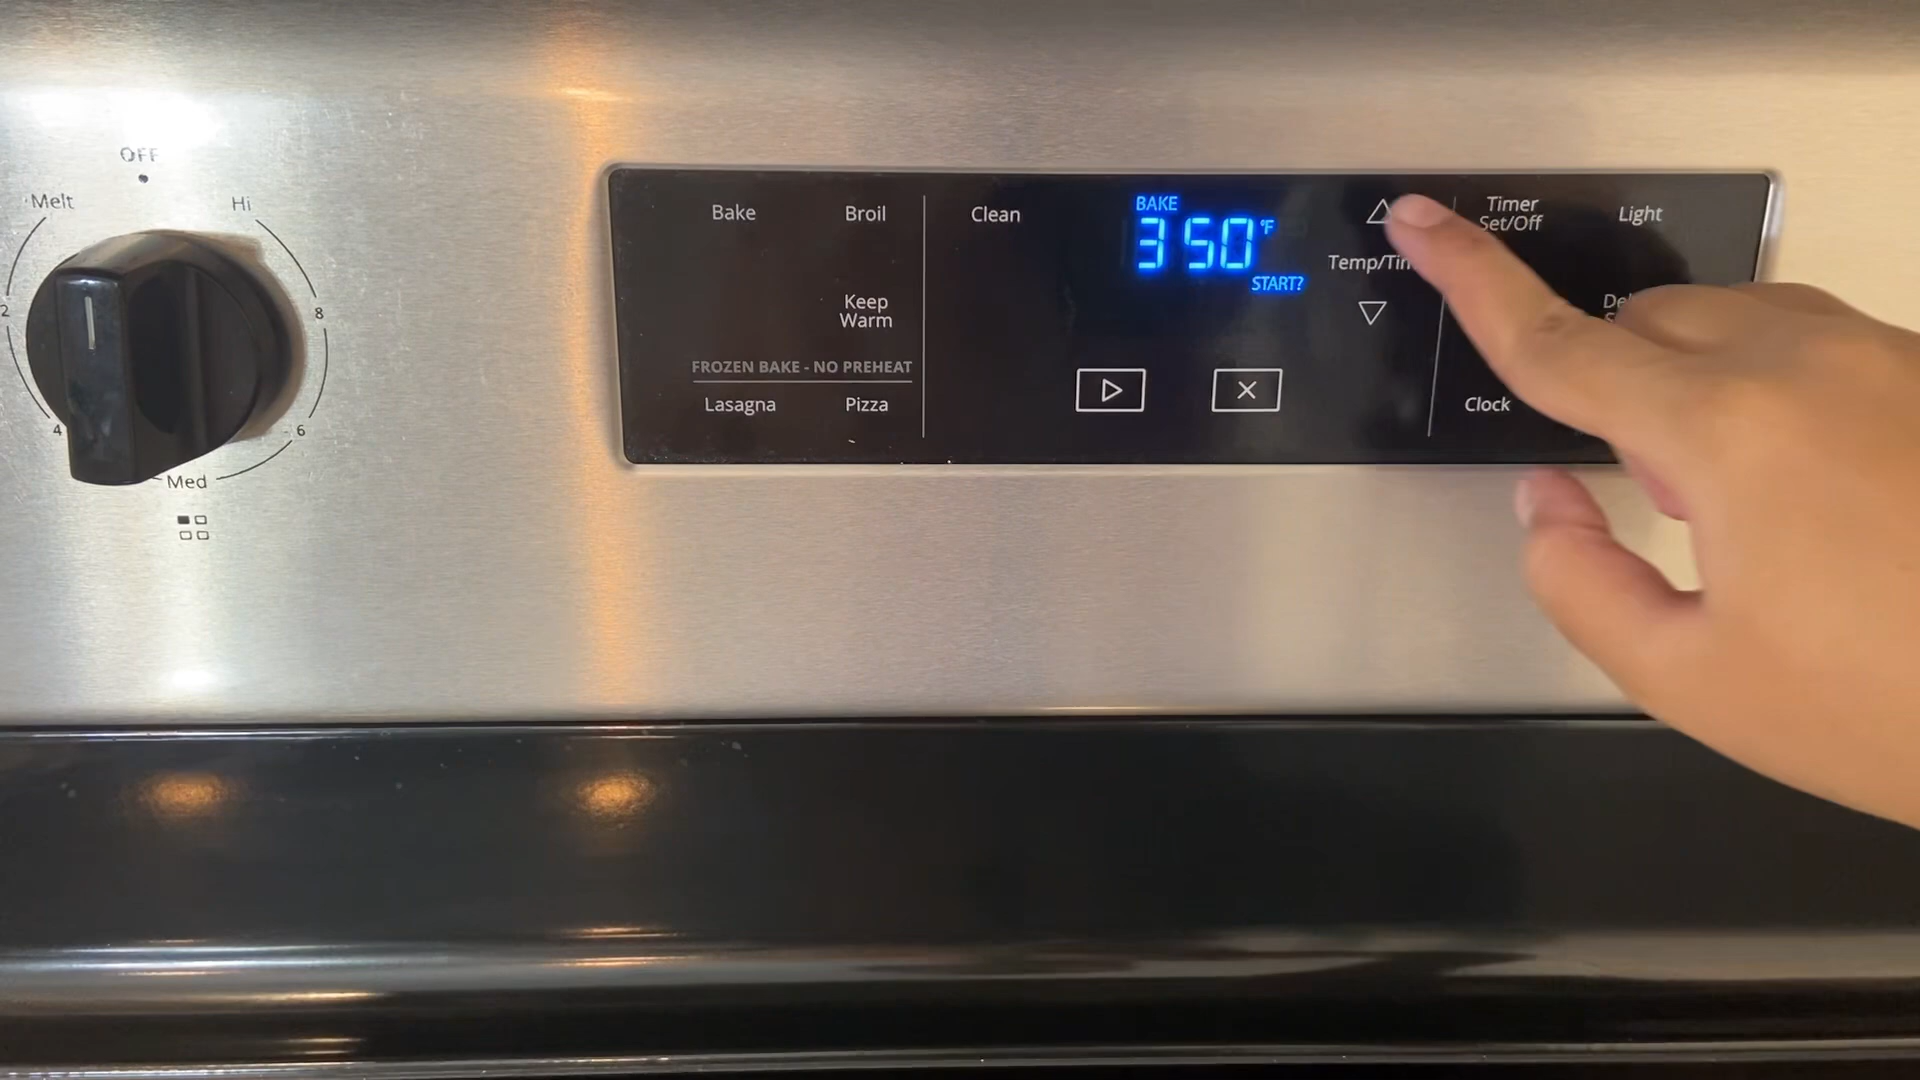 OFF
Melt
Hi
2
8
4
6
Med
Bake
Broil
Keep
Warm
FROZEN BAKE - NO PREHEAT
Lasagna
Pizza
Clean
BAKE
350°F
START?
Timer
Set/Off
Light
Clock